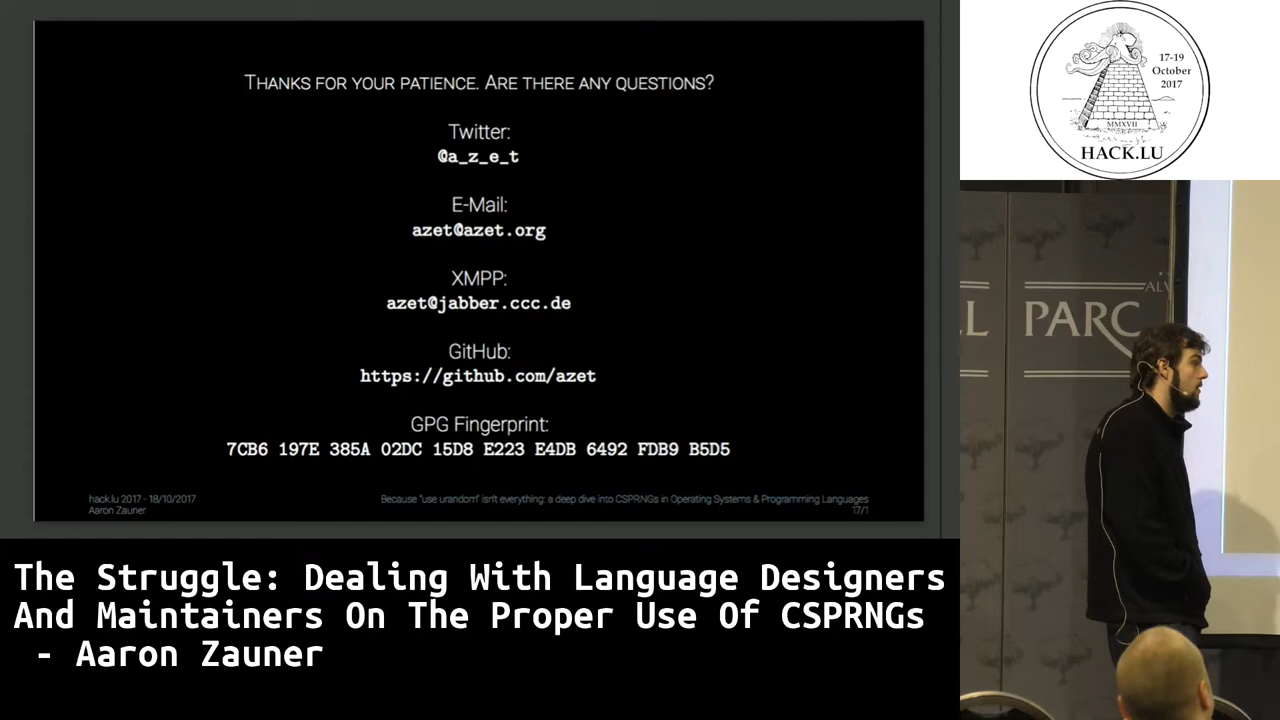 THANKS FOR YOUR PATIENCE. ARE THERE ANY QUESTIONS?
Twitter:
@a_z_e_t
E-Mail:
azet@azet.org
XMPP:
azet@jabber.ccc.de
GitHub:
https://github.com/azet
GPG Fingerprint:
7CB6 197E 385A 02DC 15D8 E223 E4DB 6492 FDB9 B5D5
hack.lu 2017 - 18/10/2017
Aaron Zauner
Because "use urandom" isn't everything: a deep dive into CSPRNGs in Operating Systems & Programming Languages
17/1
17-19
October
2017
MMXVII
HACK.LU
PARC
The Struggle: Dealing With Language Designers
And Maintainers On The Proper Use Of CSPRNGs
- Aaron Zauner